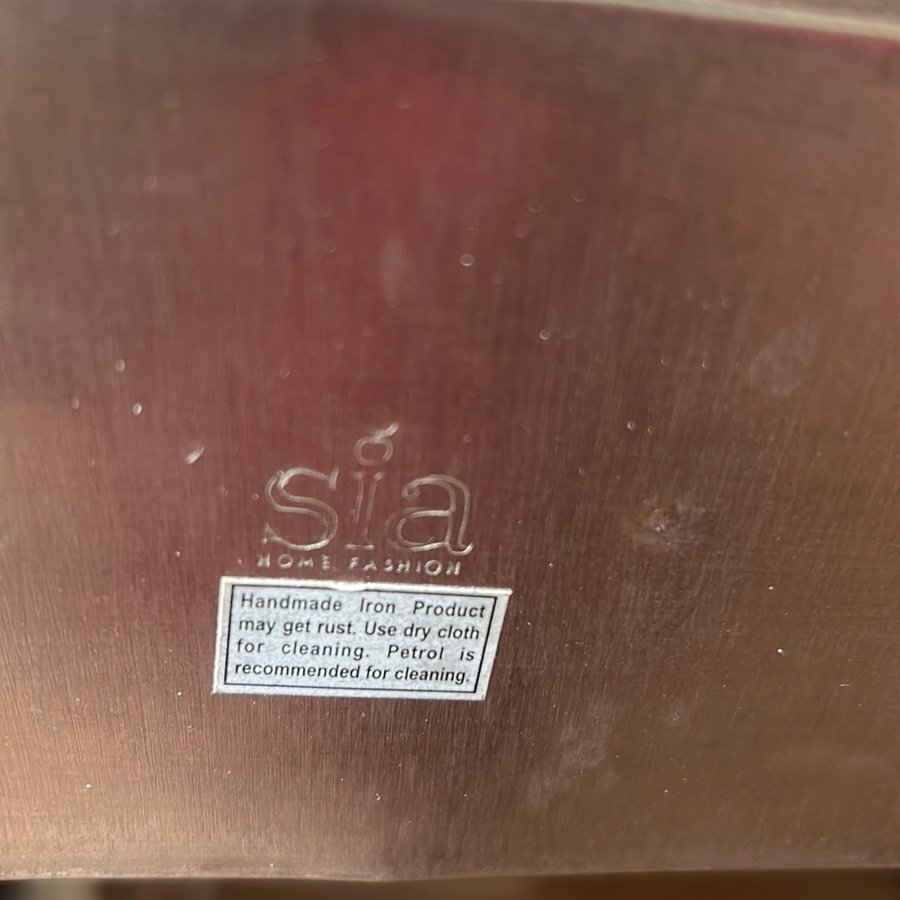 sia
HOME FASHION
Handmade Iron Product
may get rust. Use dry cloth
for cleaning. Petrol is
recommended for cleaning.